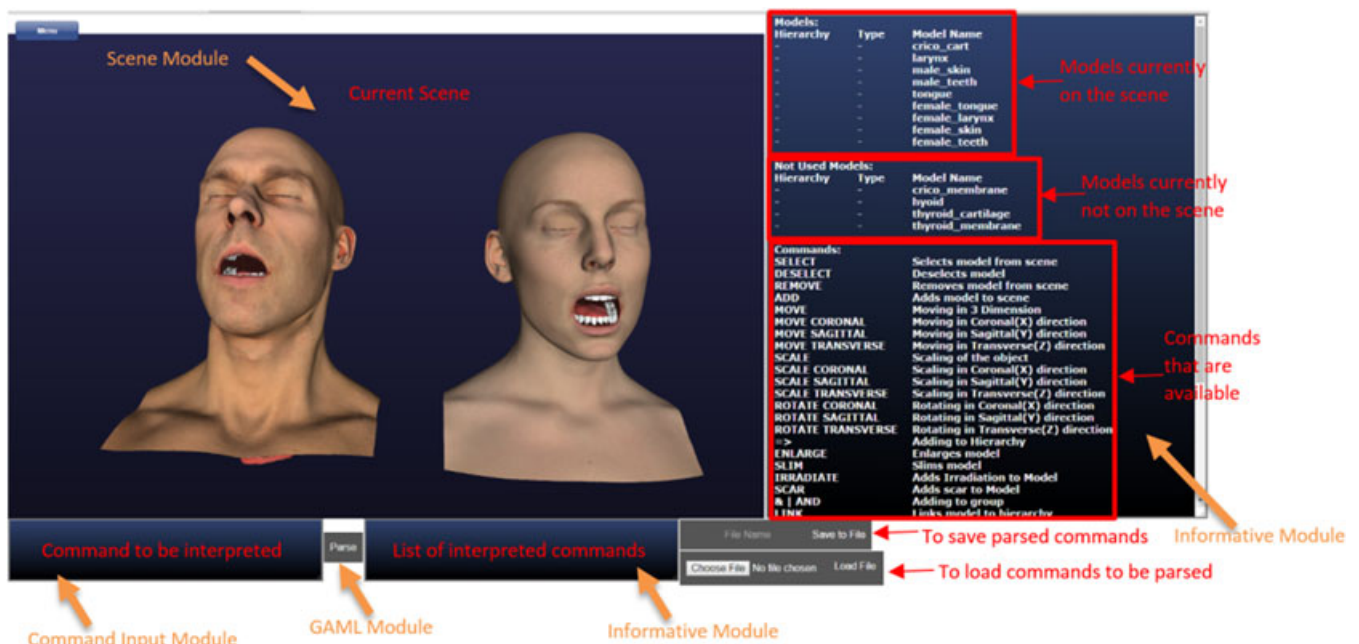 Menu
Scene Module
Current Scene
Models:
Hierarchy Type Model Name
- - crico_cart
- - larynx
- - male_skin
- - male_teeth
- - tongue
- - female_tongue
- - female_larynx
- - female_skin
- - female_teeth
Models currently
on the scene
Not Used Models:
Hierarchy Type Model Name
- - crico_membrane
- - hyoid
- - thyroid_cartilage
- - thyroid_membrane
Models currently
not on the scene
Commands:
SELECT Selects model from scene
DESELECT Deselects model
REMOVE Removes model from scene
ADD Adds model to scene
MOVE Moving in 3 Dimension
MOVE CORONAL Moving in Coronal(X) direction
MOVE SAGITTAL Moving in Sagittal(Y) direction
MOVE TRANSVERSE Moving in Transverse(Z) direction
SCALE Scaling of the object
SCALE CORONAL Scaling in Coronal(X) direction
SCALE SAGITTAL Scaling in Sagittal(Y) direction
SCALE TRANSVERSE Scaling in Transverse(Z) direction
ROTATE CORONAL Rotating in Coronal(X) direction
ROTATE SAGITTAL Rotating in Sagittal(Y) direction
ROTATE TRANSVERSE Rotating in Transverse(Z) direction
=> Adding to Hierarchy
ENLARGE Enlarges model
SLIM Slims model
IRRADIATE Adds Irradiation to Model
SCAR Adds scar to Model
& | AND Adding to group
LINK Links model to hierarchy
Commands
that are
available
Informative Module
Command to be interpreted
Parse
List of interpreted commands
File Name Save to File
To save parsed commands
Choose File No file chosen Load File
To load commands to be parsed
Command Input Module
GAML Module
Informative Module